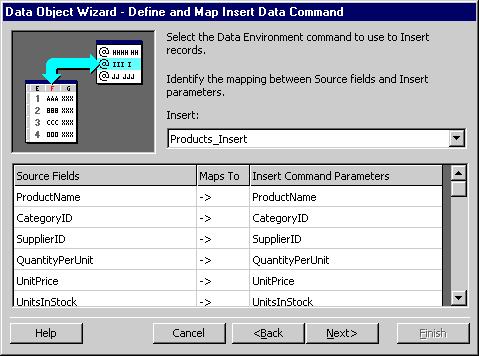 Data Object Wizard - Define and Map Insert Data Command
@ HHHH HH
@ III I
@ JJ JJJ
E F G
1 AAA XXX
2 BBB XXX
3 CCC XXX
4 DDD XXX
Select the Data Environment command to use to Insert
records.
Identify the mapping between Source fields and Insert
parameters.
Insert:
Products_Insert
Source Fields Maps To Insert Command Parameters
ProductName -> ProductName
CategoryID -> CategoryID
SupplierID -> SupplierID
QuantityPerUnit -> QuantityPerUnit
UnitPrice -> UnitPrice
UnitsInStock -> UnitsInStock
Help Cancel <Back Next> Finish